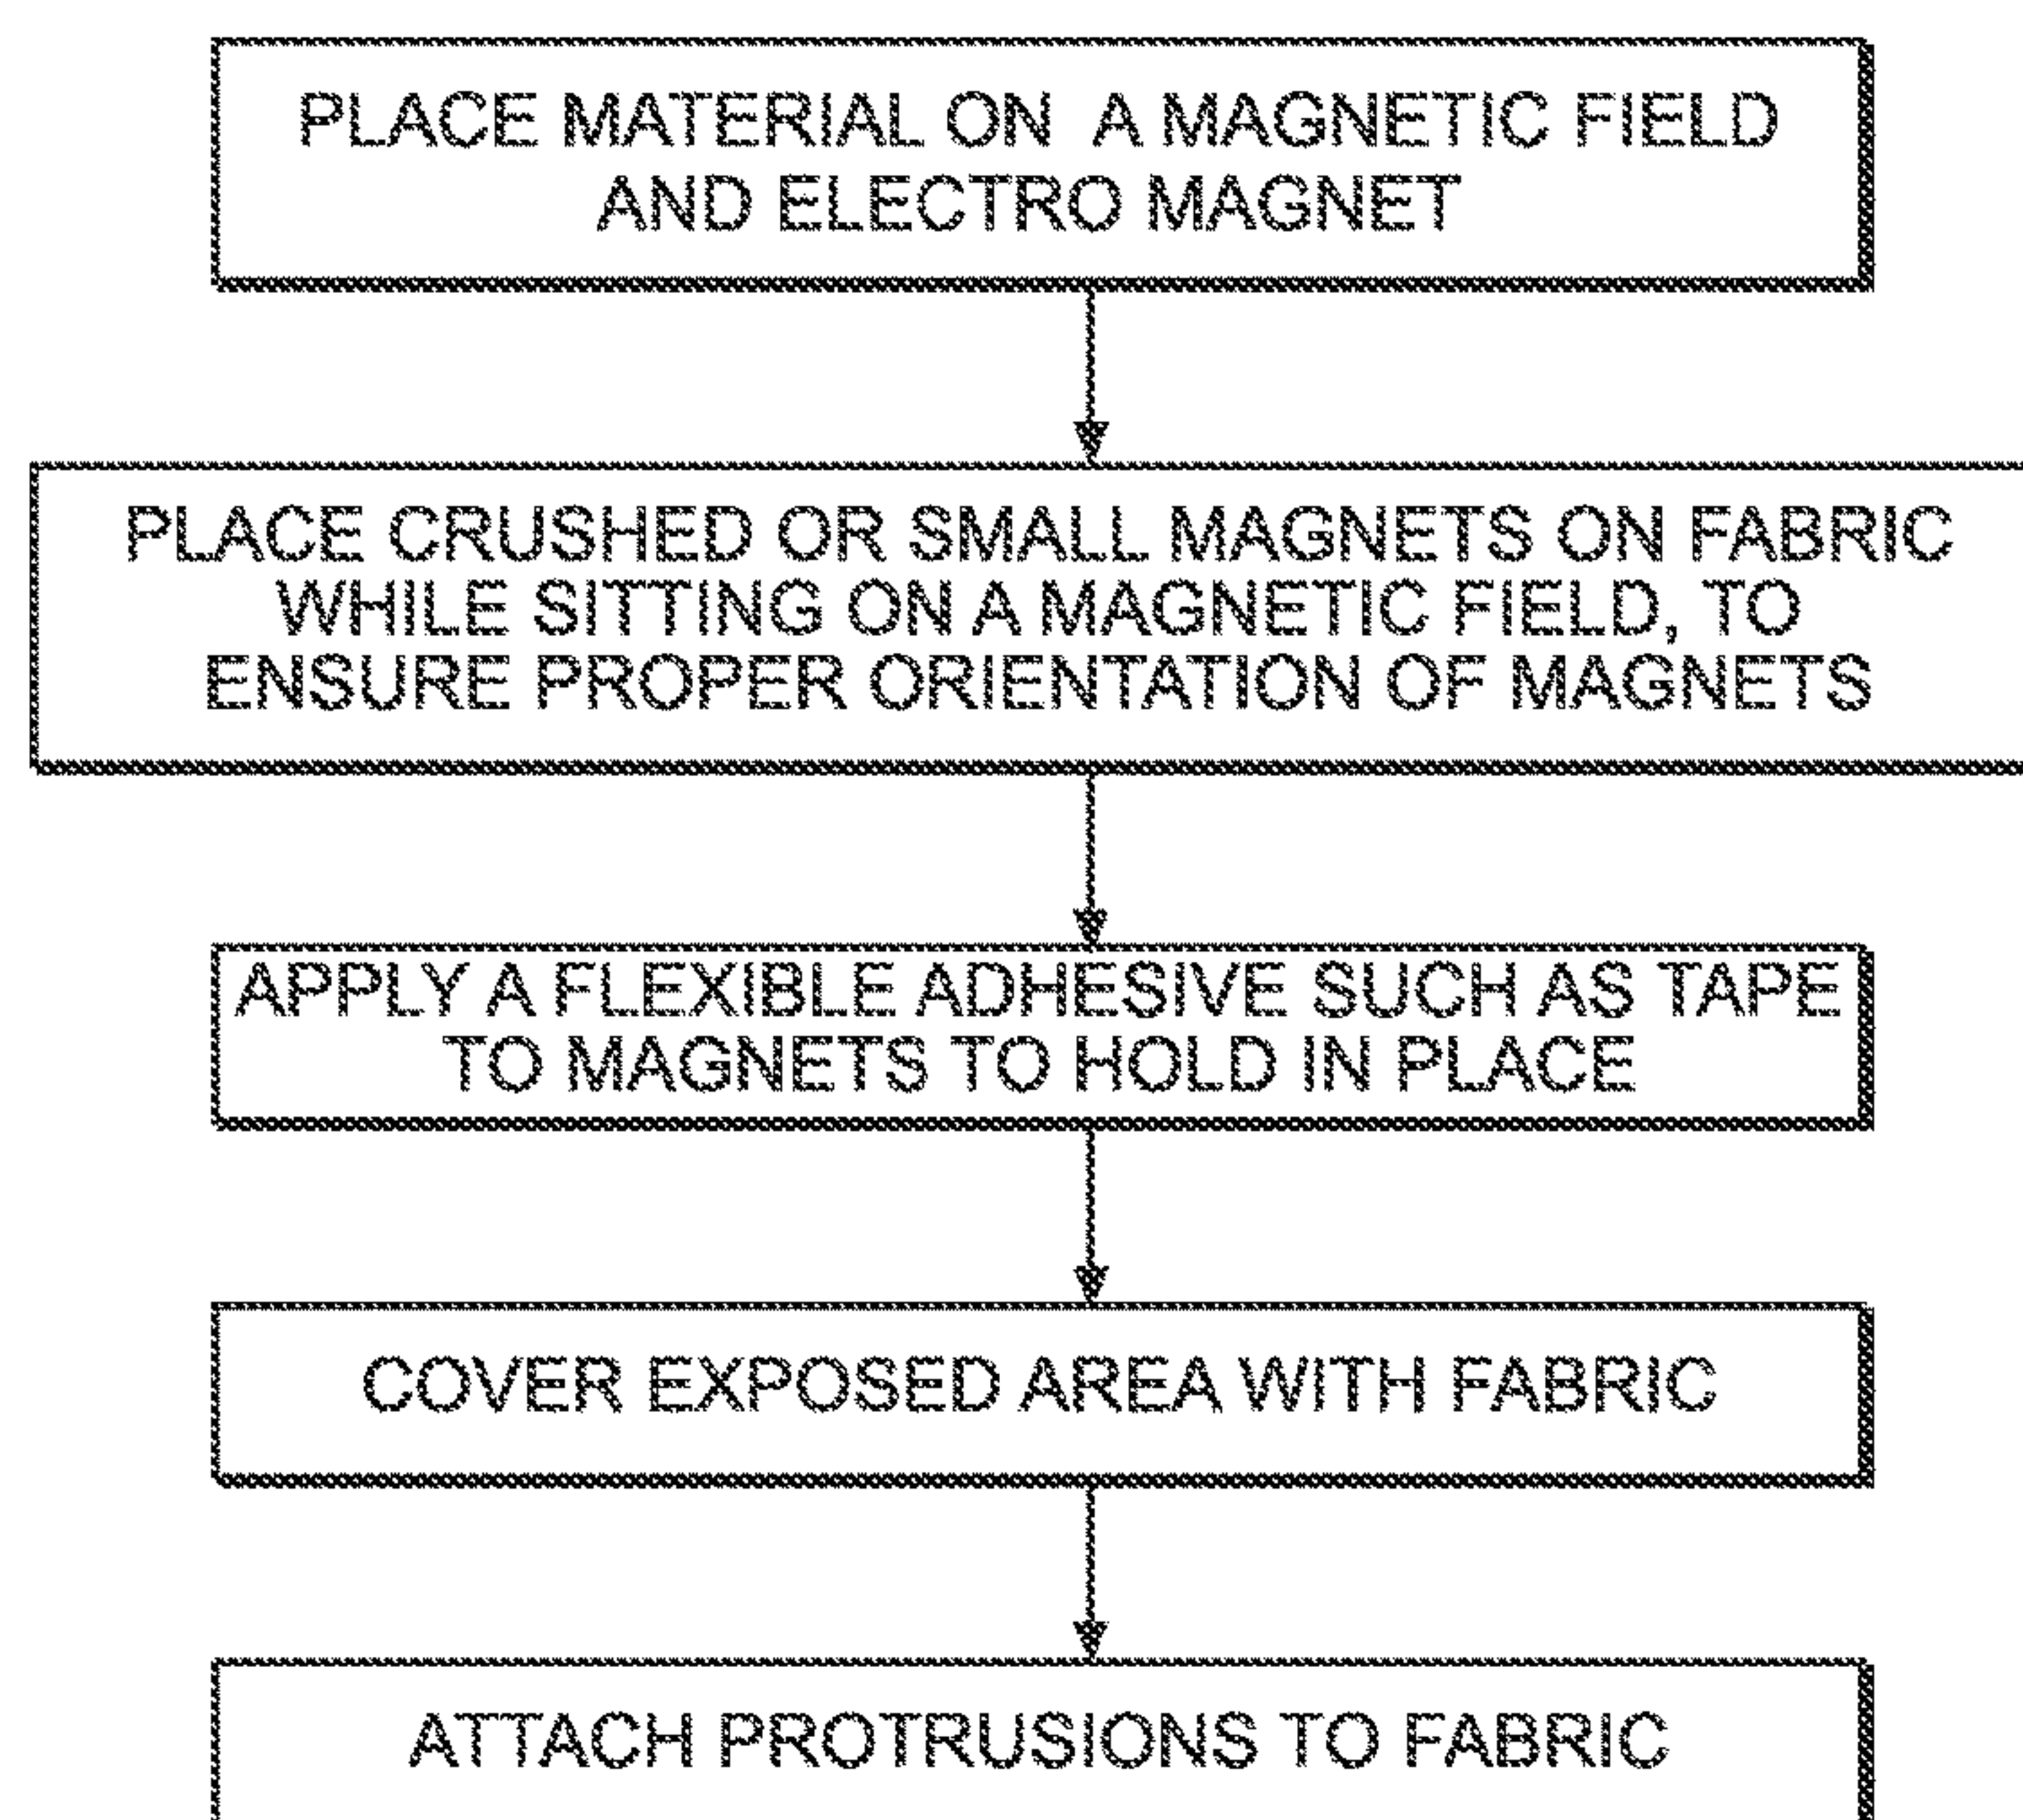 PLACE MATERIAL ON A MAGNETIC FIELD
AND ELECTRO MAGNET
PLACE CRUSHED OR SMALL MAGNETS ON FABRIC
WHILE SITTING ON A MAGNETIC FIELD, TO
ENSURE PROPER ORIENTATION OF MAGNETS
APPLY A FLEXIBLE ADHESIVE SUCH AS TAPE
TO MAGNETS TO HOLD IN PLACE
COVER EXPOSED AREA WITH FABRIC
ATTACH PROTRUSIONS TO FABRIC